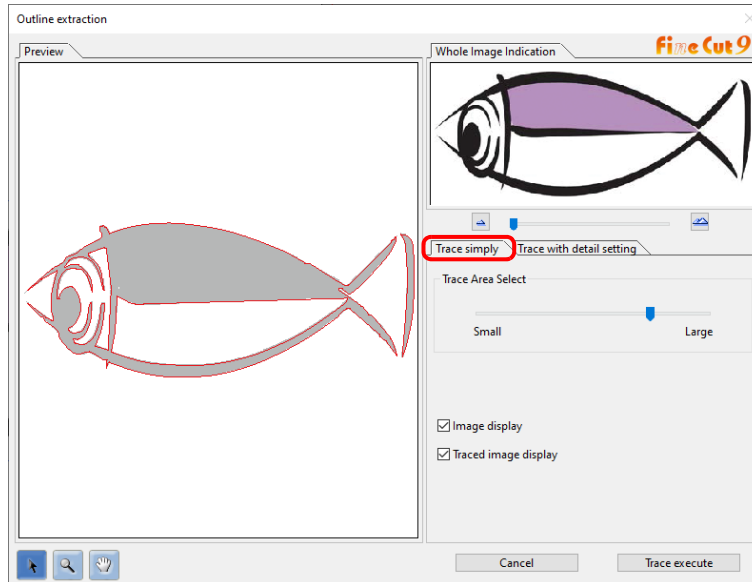 Outline extraction
Preview
Whole Image Indication
Fine Cut 9
Trace simply
Trace with detail setting
Trace Area Select
Small
Large
Image display
Traced image display
Cancel
Trace execute